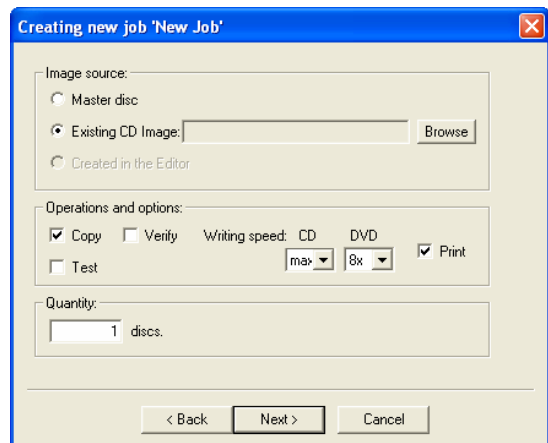 Creating new job 'New Job'
Image source:
Master disc
Existing CD Image:
Browse
Created in the Editor
Operations and options:
Copy Verify Writing speed: CD DVD
max 8x Print
Test
Quantity:
1 discs.
< Back Next > Cancel